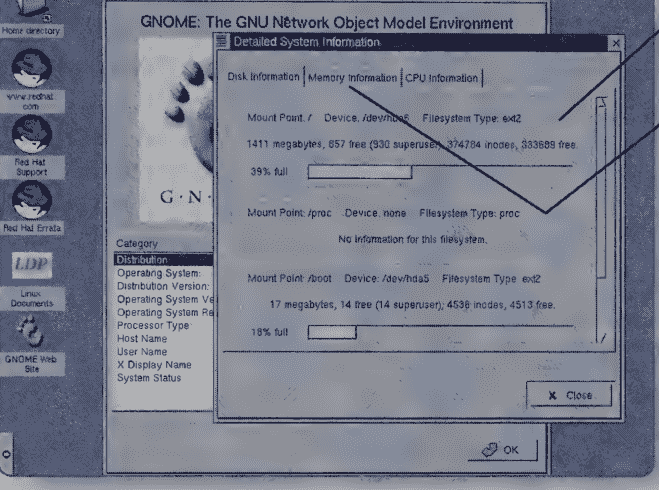 Home directory
www.redhat.com
Red Hat
Support
Red Hat Errata
LDP
Linux
Documents
GNOME Web
Site
GNOME: The GNU Network Object Model Environment
G·N·
Category
Distribution
Operating System:
Distribution Version:
Operating System Ve
Operating System Re
Processor Type
Host Name
User Name
X Display Name
System Status
OK
Detailed System Information
Disk Information
Memory Information
CPU Information
Mount Point: / Device: /dev/hda6 Filesystem Type: ext2
1411 megabytes, 857 free (930 superuser); 374784 inodes, 333689 free.
39% full
Mount Point: /proc Device: none Filesystem Type: proc
No information for this filesystem.
Mount Point: /boot Device: /dev/hda5 Filesystem Type: ext2
17 megabytes, 14 free (14 superuser); 4536 inodes, 4513 free.
18% full
Close